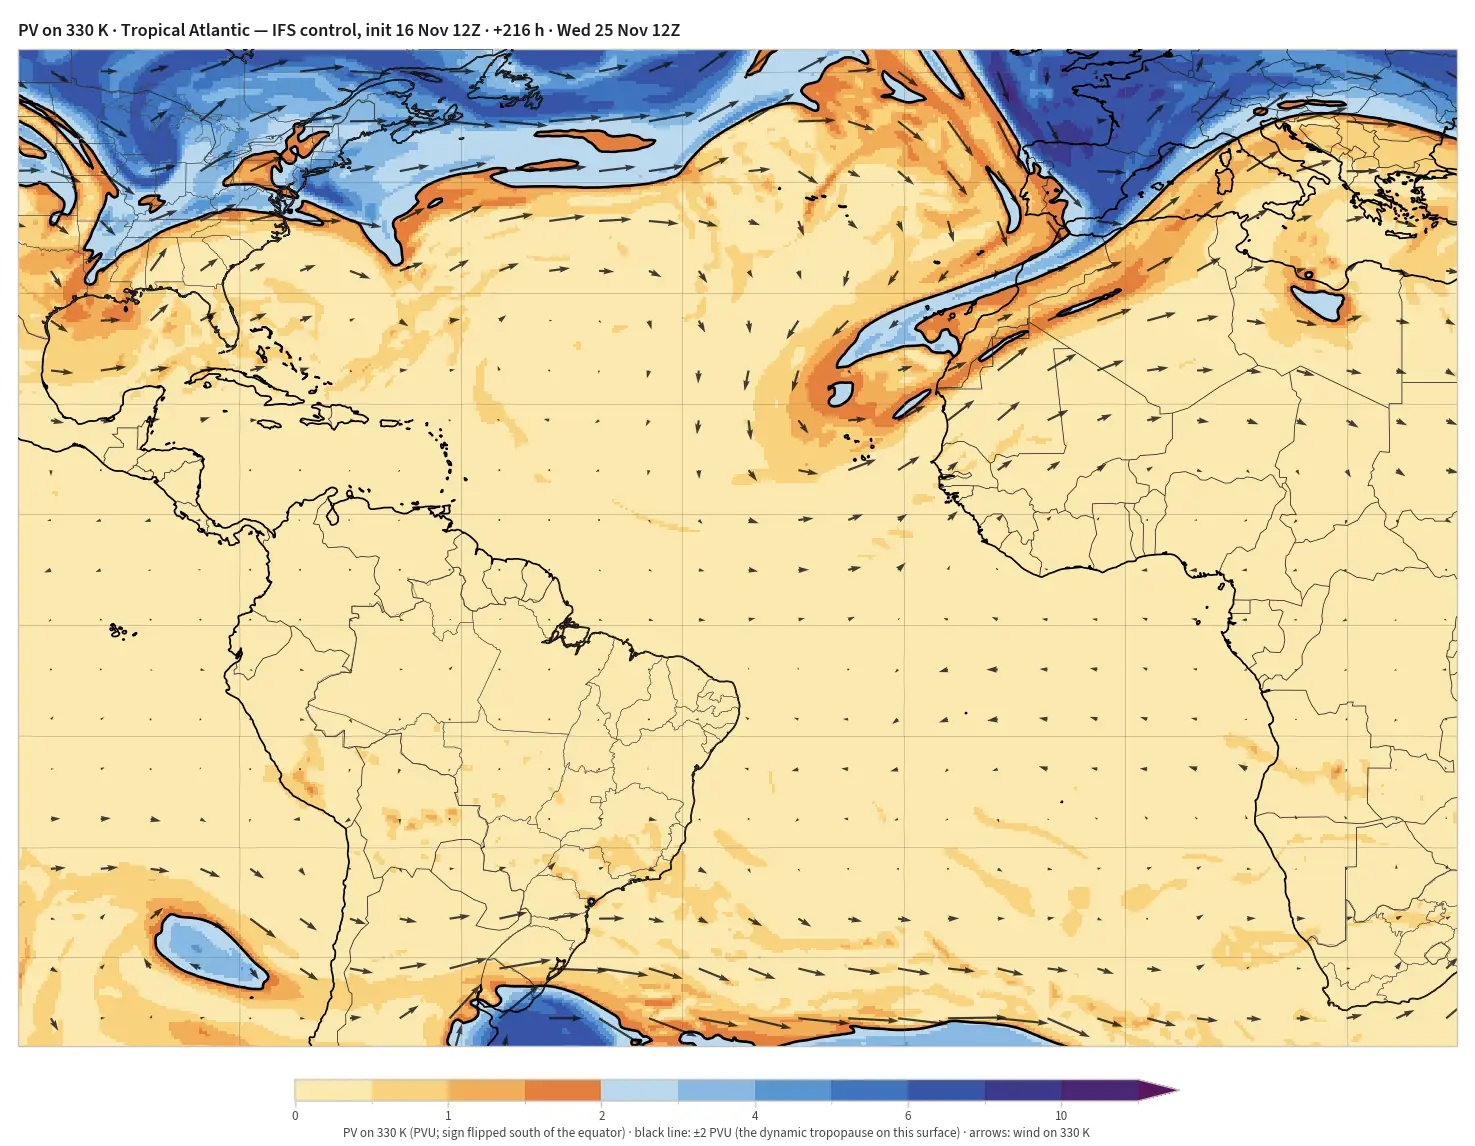 PV on 330 K · Tropical Atlantic — IFS control, init 16 Nov 12Z · +216 h · Wed 25 Nov 12Z
0 1 2 4 6 10
PV on 330 K (PVU; sign flipped south of the equator) · black line: ±2 PVU (the dynamic tropopause on this surface) · arrows: wind on 330 K